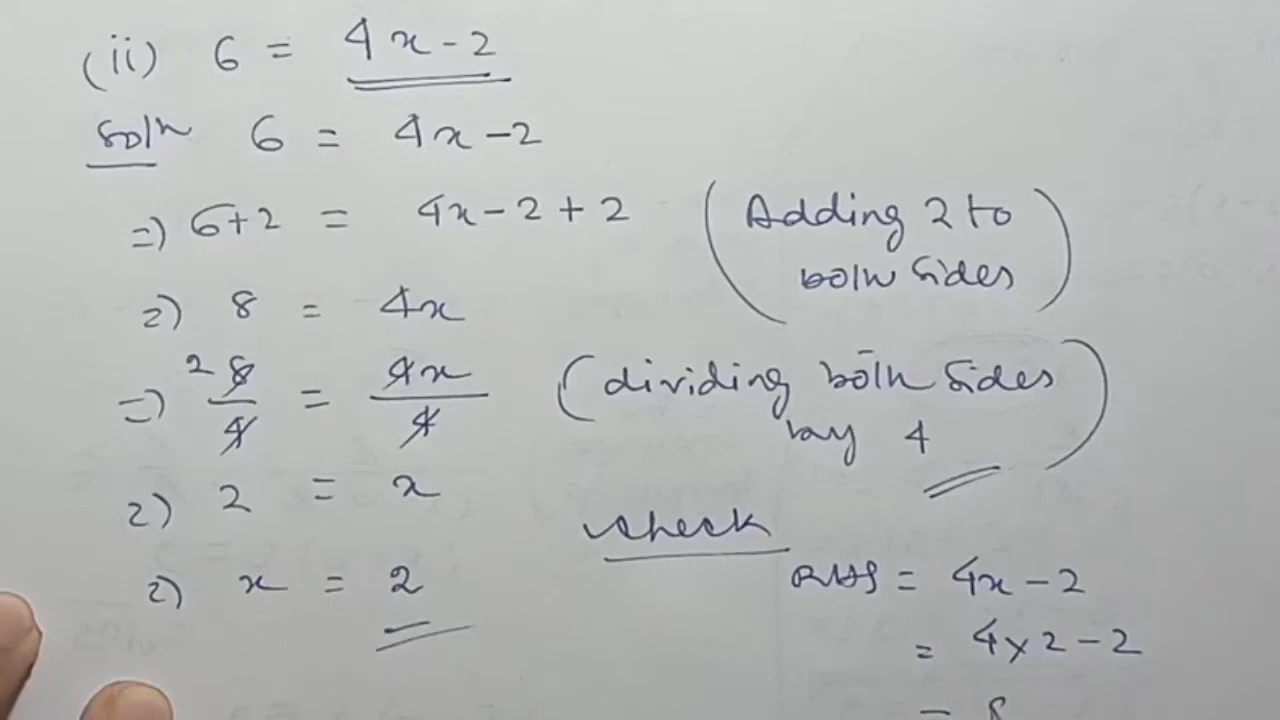 (ii) 6 = 4x - 2
Soln 6 = 4x - 2
=) 6+2 = 4x - 2 + 2 (Adding 2 to
both sides)
=) 8 = 4x
=) 2 8/4 = 4x/4 (dividing both sides
by 4)
=) 2 = x
=) x = 2
Check
RHS = 4x - 2
= 4 x 2 - 2
= 8